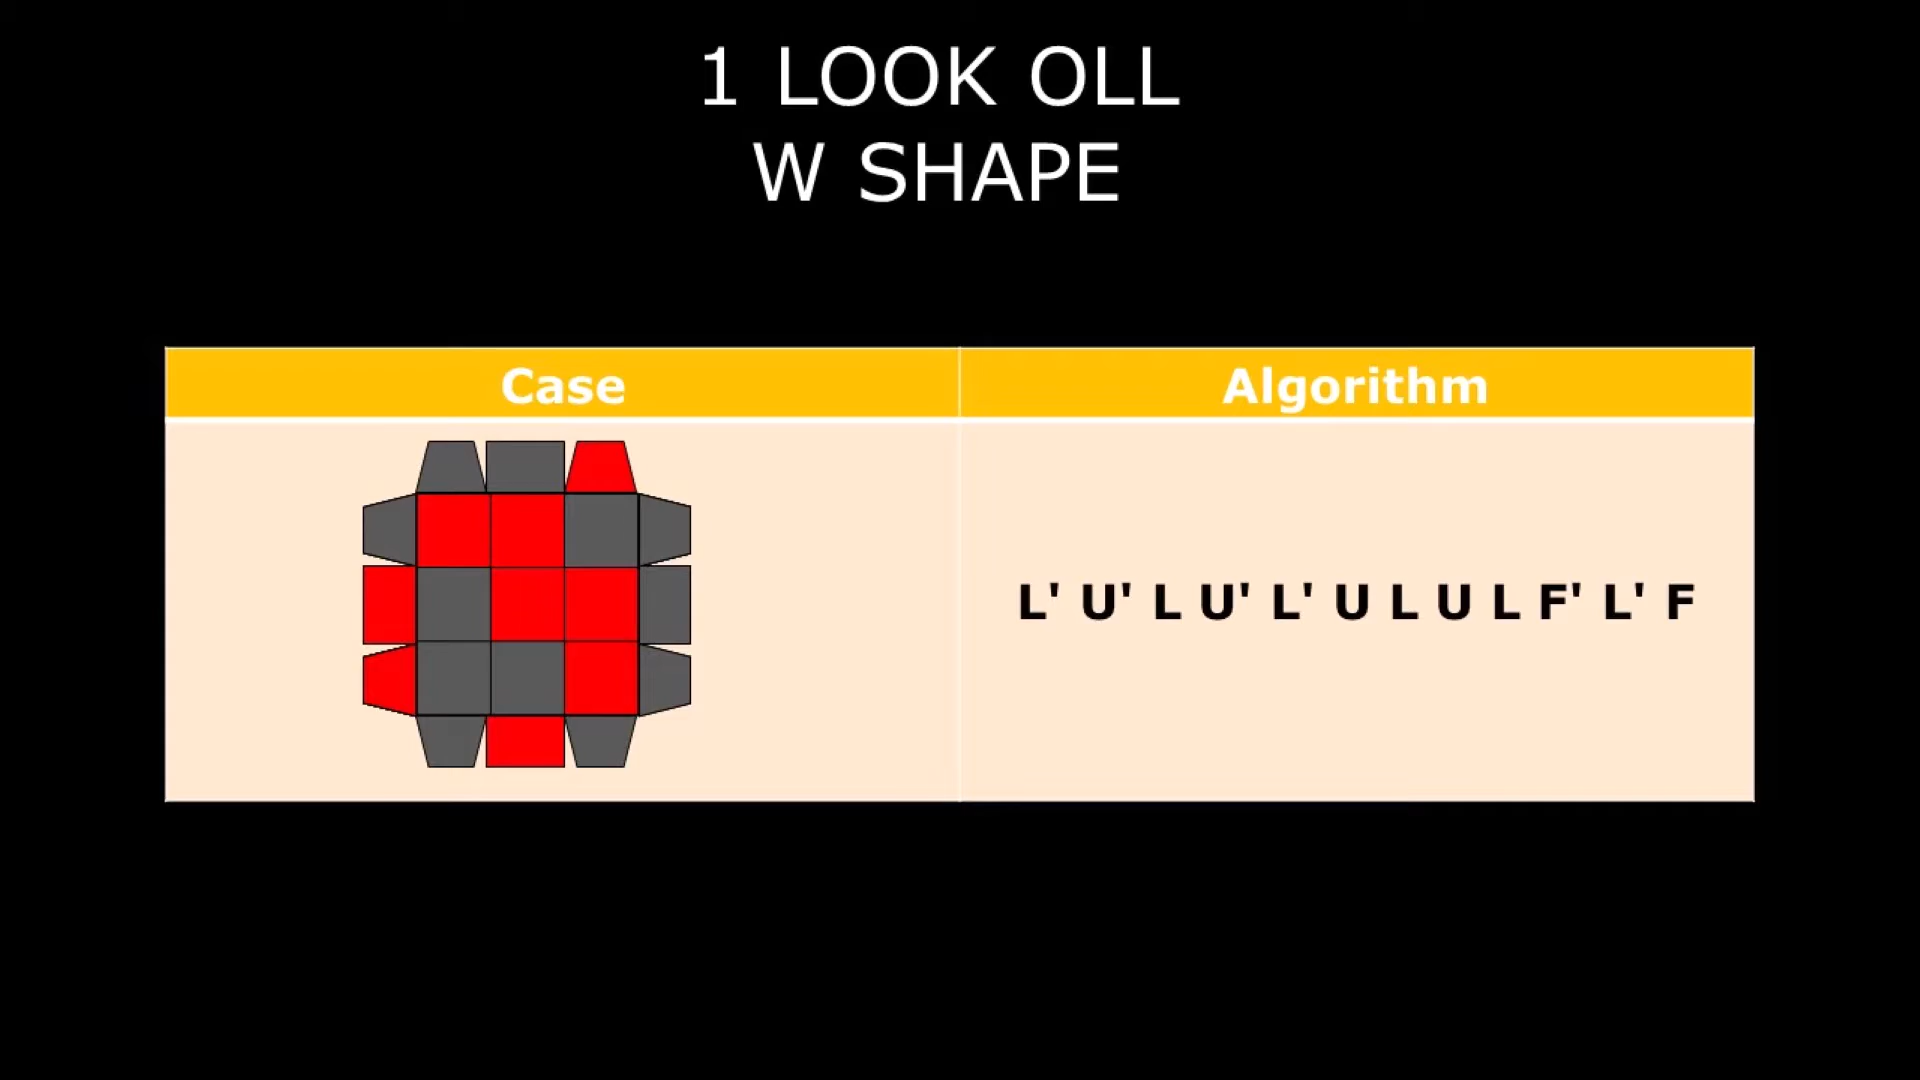 1 LOOK OLL
W SHAPE
Case
Algorithm
L' U' L U' L' U L U L F' L' F